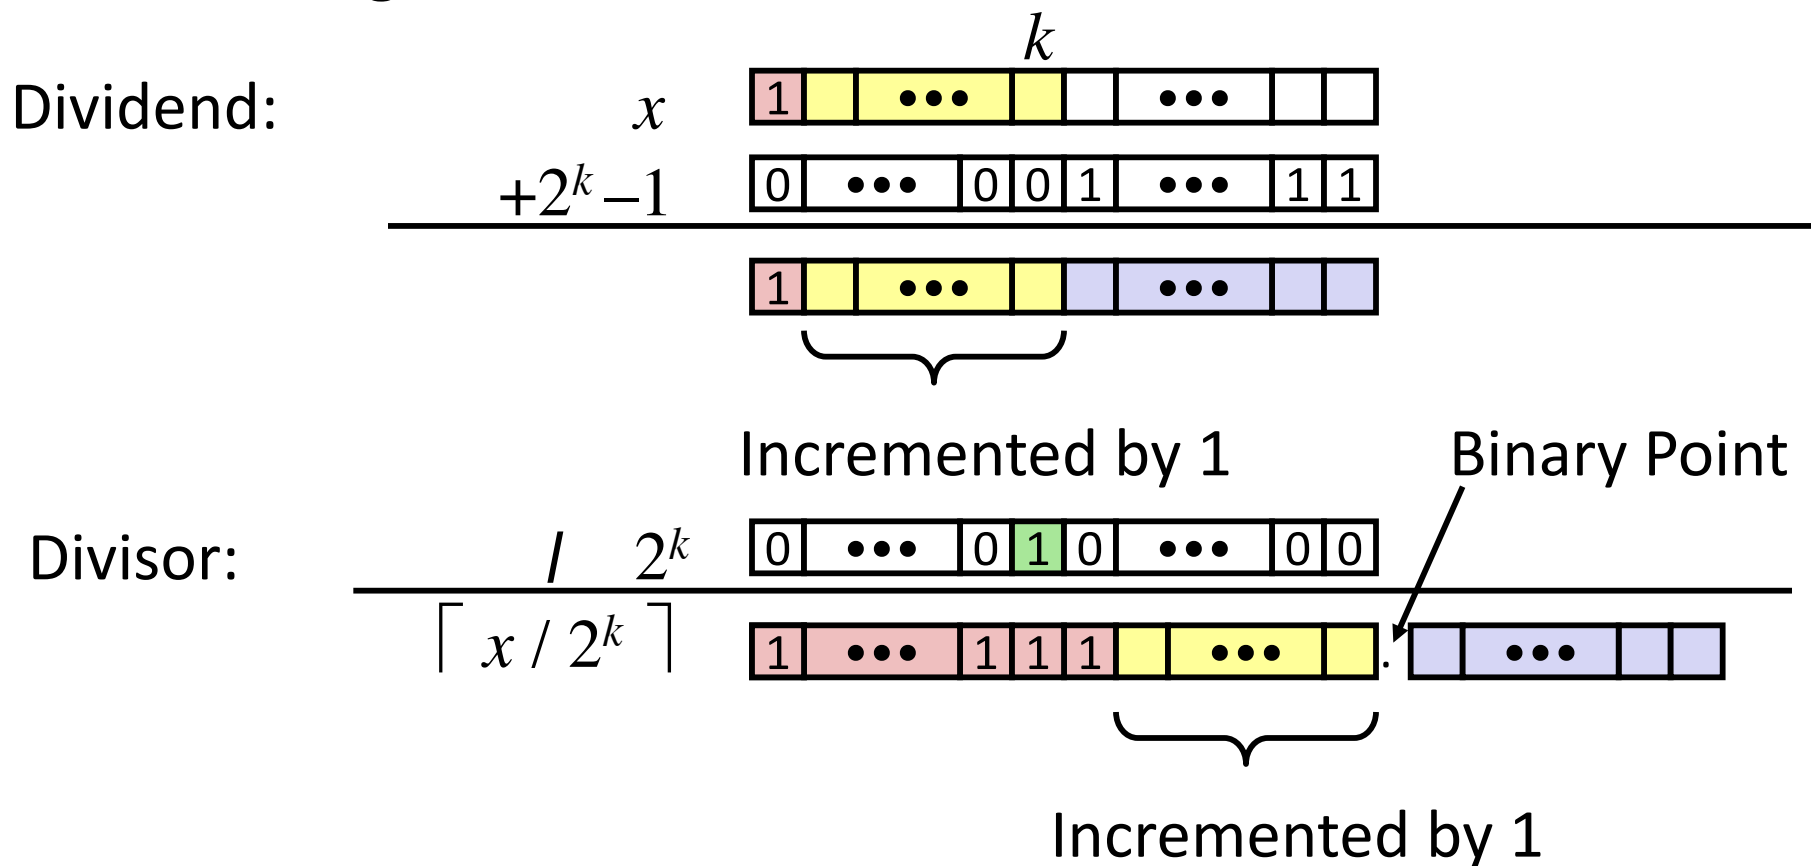 k
Dividend: x 1 ••• •••
+2^k –1 0 ••• 0 0 1 ••• 1 1
1 ••• •••
Incremented by 1
Binary Point
Divisor: / 2^k 0 ••• 0 1 0 ••• 0 0
⌈ x / 2^k ⌉ 1 ••• 1 1 1 ••• . •••
Incremented by 1